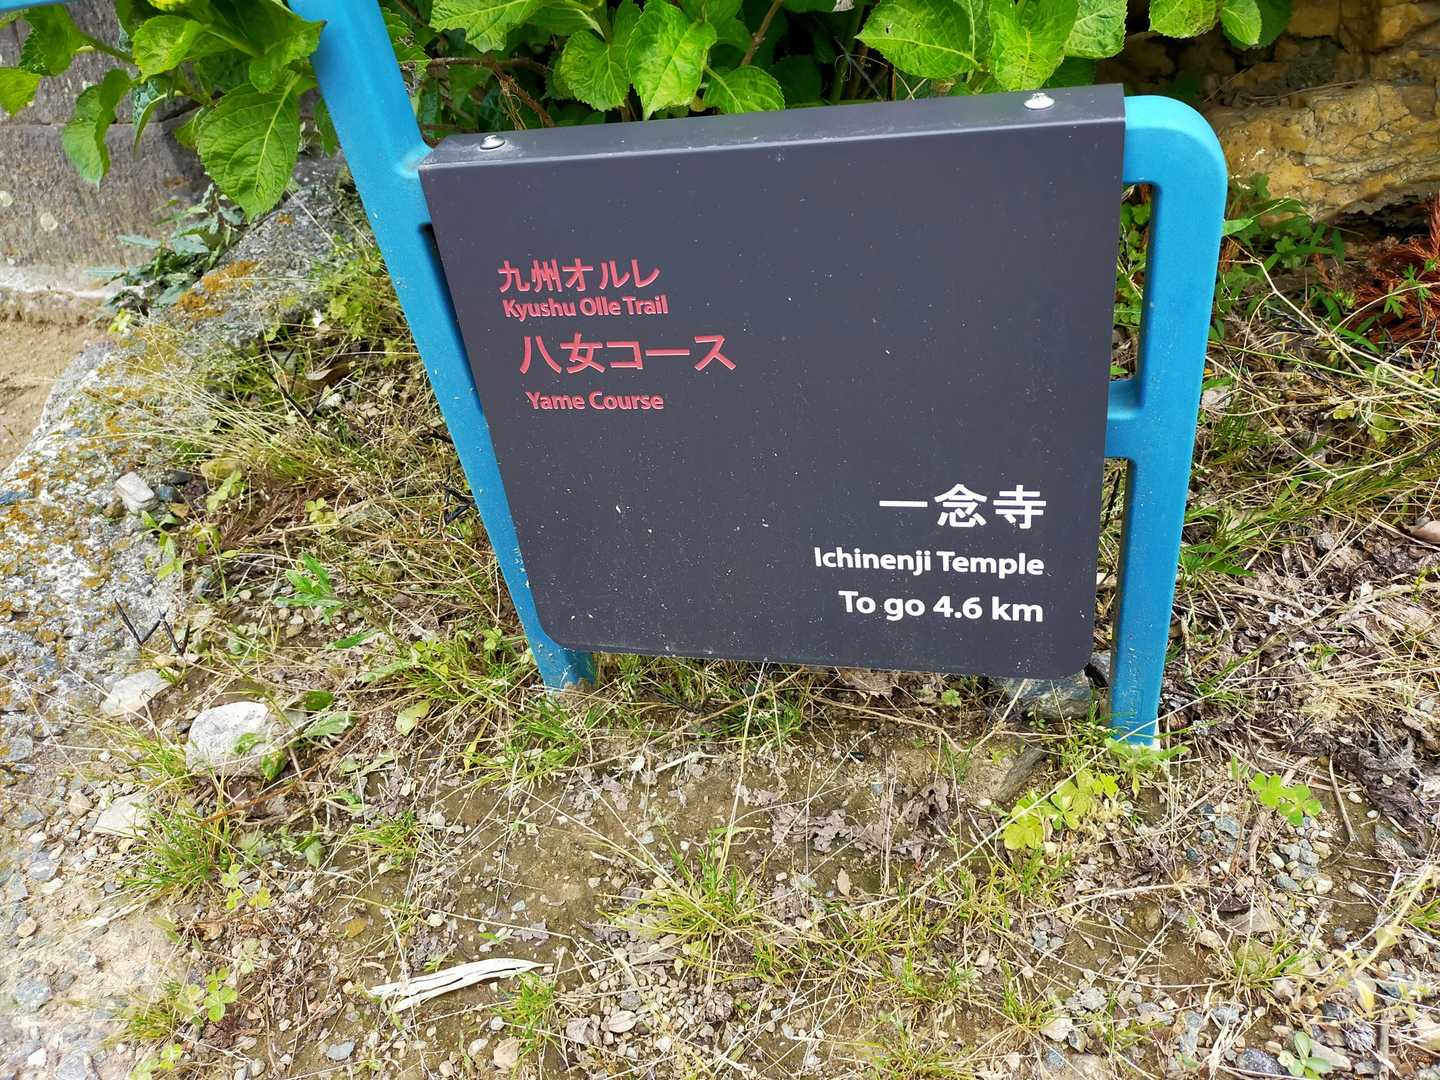 九州オルレ
Kyushu Olle Trail
八女コース
Yame Course
一念寺
Ichinenji Temple
To go 4.6 km